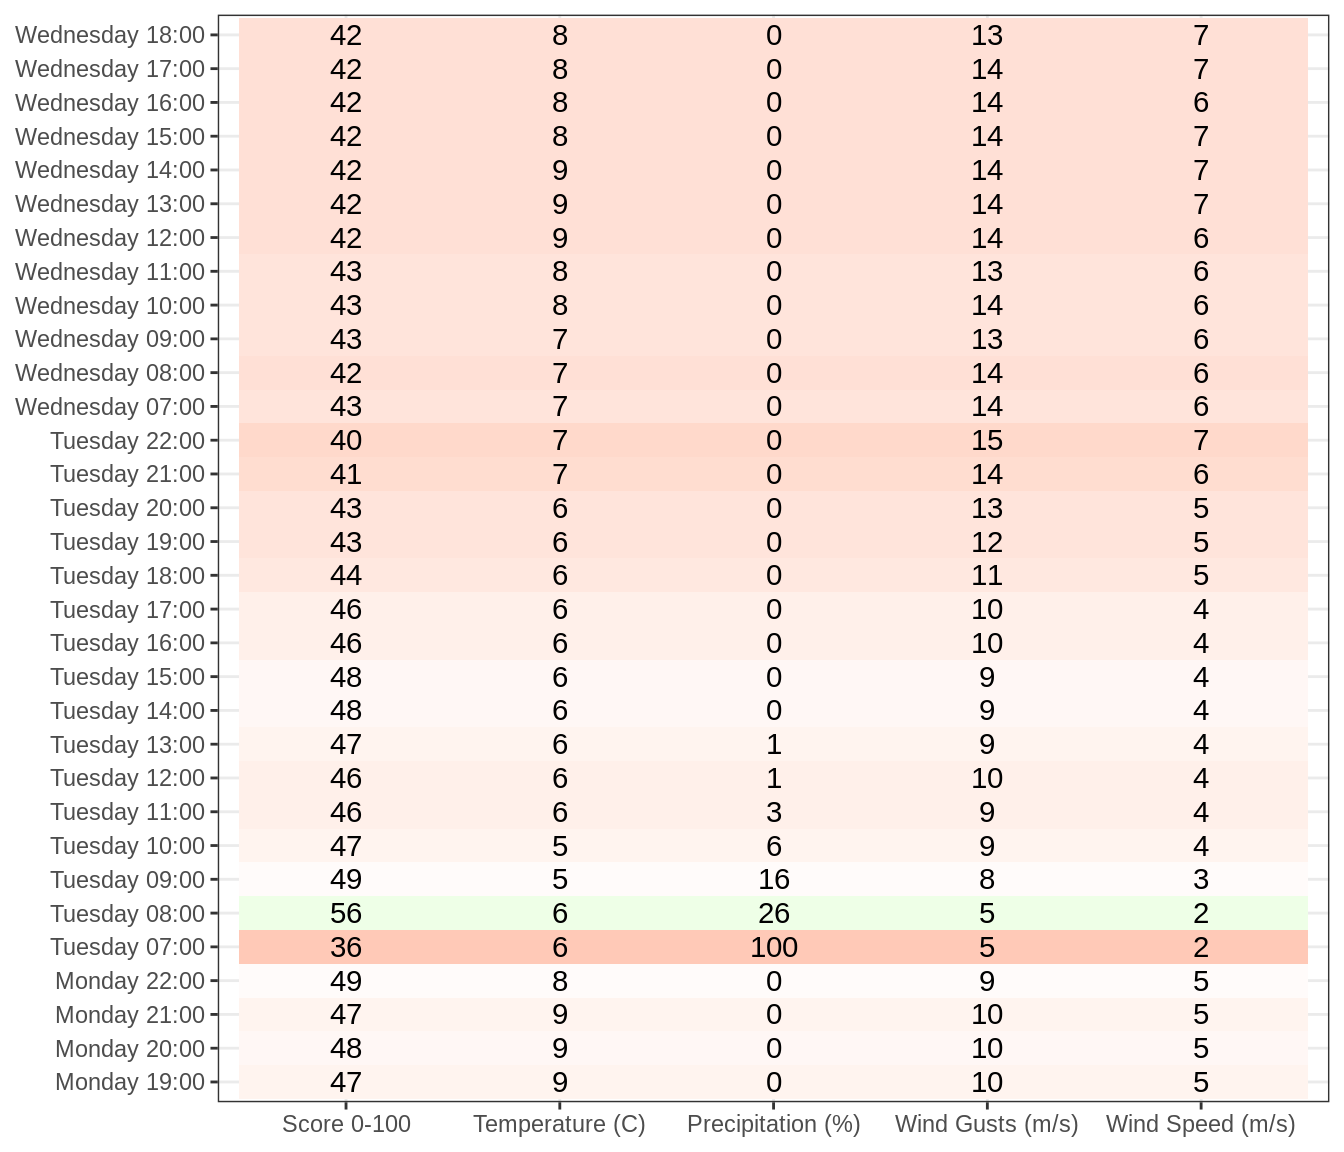 Wednesday 18:00 42 8 0 13 7
Wednesday 17:00 42 8 0 14 7
Wednesday 16:00 42 8 0 14 6
Wednesday 15:00 42 8 0 14 7
Wednesday 14:00 42 9 0 14 7
Wednesday 13:00 42 9 0 14 7
Wednesday 12:00 42 9 0 14 6
Wednesday 11:00 43 8 0 13 6
Wednesday 10:00 43 8 0 14 6
Wednesday 09:00 43 7 0 13 6
Wednesday 08:00 42 7 0 14 6
Wednesday 07:00 43 7 0 14 6
Tuesday 22:00 40 7 0 15 7
Tuesday 21:00 41 7 0 14 6
Tuesday 20:00 43 6 0 13 5
Tuesday 19:00 43 6 0 12 5
Tuesday 18:00 44 6 0 11 5
Tuesday 17:00 46 6 0 10 4
Tuesday 16:00 46 6 0 10 4
Tuesday 15:00 48 6 0 9 4
Tuesday 14:00 48 6 0 9 4
Tuesday 13:00 47 6 1 9 4
Tuesday 12:00 46 6 1 10 4
Tuesday 11:00 46 6 3 9 4
Tuesday 10:00 47 5 6 9 4
Tuesday 09:00 49 5 16 8 3
Tuesday 08:00 56 6 26 5 2
Tuesday 07:00 36 6 100 5 2
Monday 22:00 49 8 0 9 5
Monday 21:00 47 9 0 10 5
Monday 20:00 48 9 0 10 5
Monday 19:00 47 9 0 10 5
Score 0-100 Temperature (C) Precipitation (%) Wind Gusts (m/s) Wind Speed (m/s)